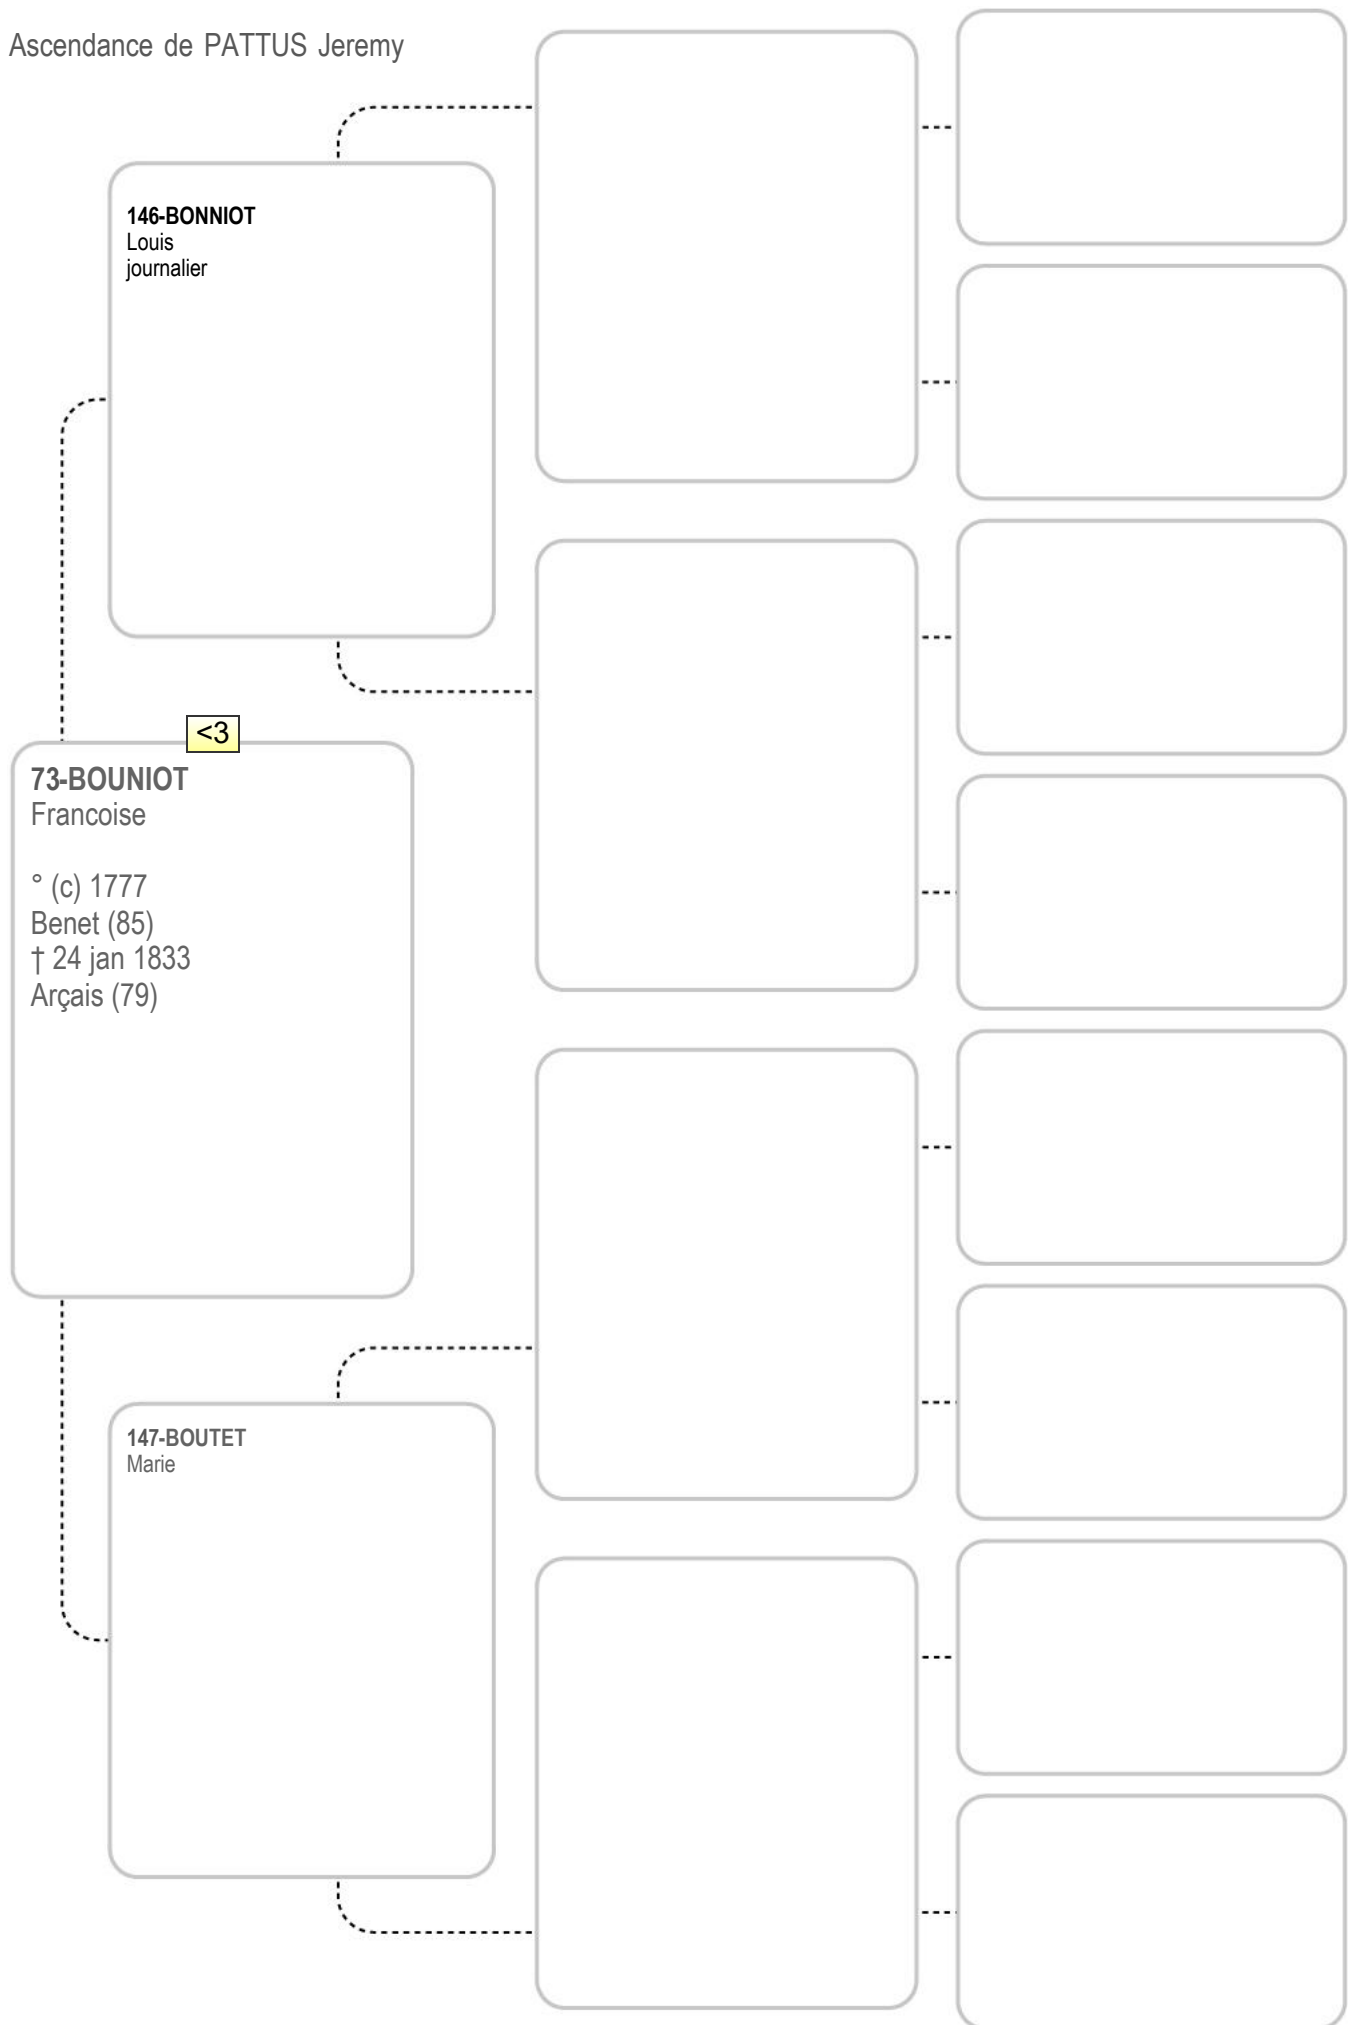 Ascendance de PATTUS Jeremy
146-BONNIOT
Louis
journalier
<3
73-BOUNIOT
Francoise
° (c) 1777
Benet (85)
† 24 jan 1833
Arçais (79)
147-BOUTET
Marie